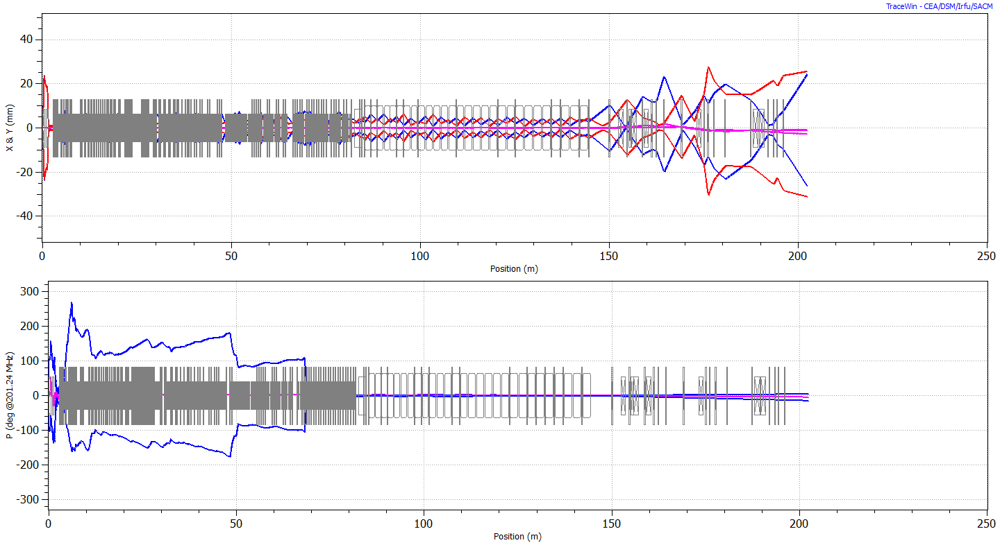 TraceWin - CEA/DSM/Irfu/SACM
40
20
0
-20
-40
X & Y (mm)
0 50 100 150 200 250
Position (m)
300
200
100
0
-100
-200
-300
P (deg @201.24 MHz)
0 50 100 150 200 250
Position (m)